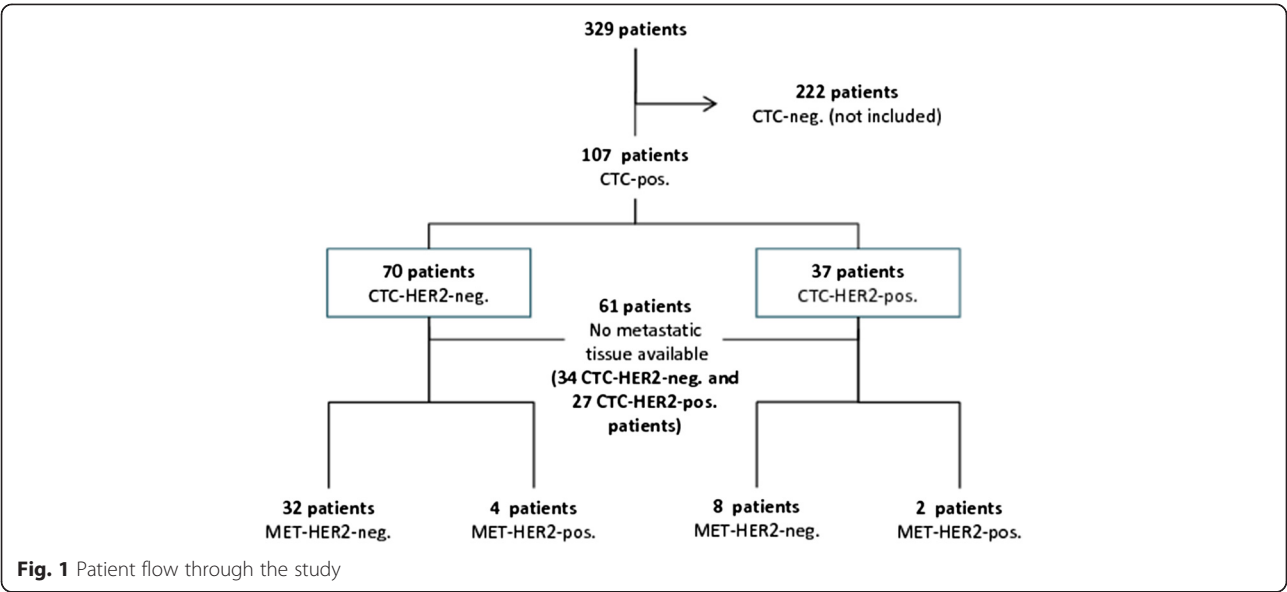 329 patients
222 patients
CTC-neg. (not included)
107 patients
CTC-pos.
70 patients
CTC-HER2-neg.
37 patients
CTC-HER2-pos.
61 patients
No metastatic
tissue available
(34 CTC-HER2-neg. and
27 CTC-HER2-pos.
patients)
32 patients
MET-HER2-neg.
4 patients
MET-HER2-pos.
8 patients
MET-HER2-neg.
2 patients
MET-HER2-pos.
Fig. 1 Patient flow through the study